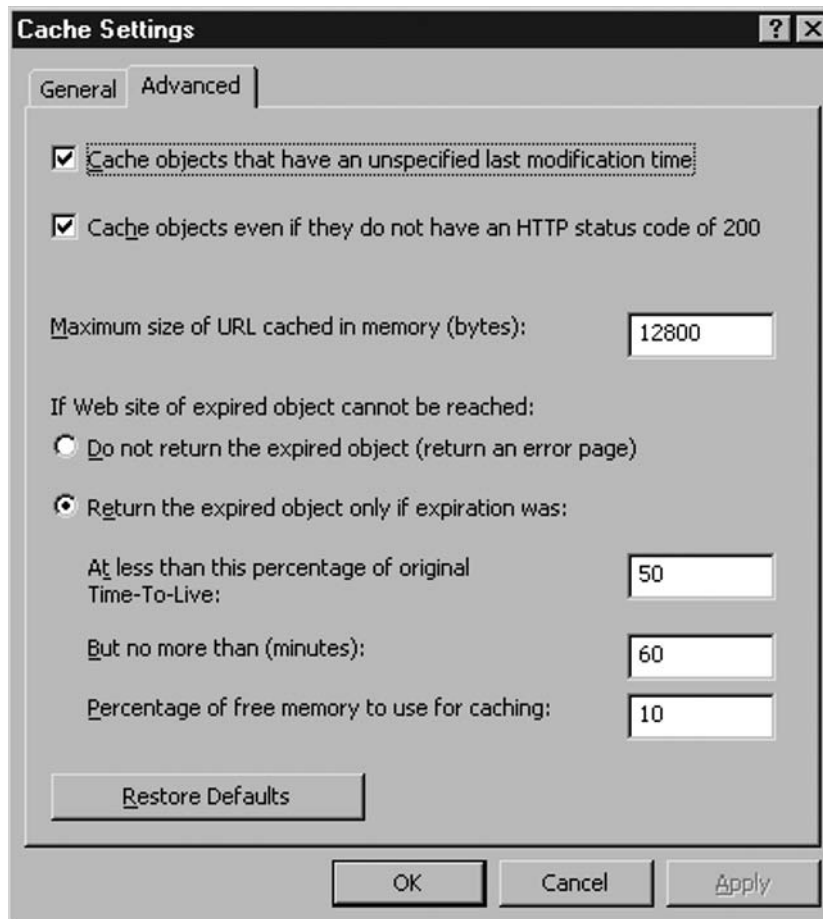 Cache Settings
General
Advanced
Cache objects that have an unspecified last modification time
Cache objects even if they do not have an HTTP status code of 200
Maximum size of URL cached in memory (bytes):
12800
If Web site of expired object cannot be reached:
Do not return the expired object (return an error page)
Return the expired object only if expiration was:
At less than this percentage of original
Time-To-Live:
50
But no more than (minutes):
60
Percentage of free memory to use for caching:
10
Restore Defaults
OK
Cancel
Apply